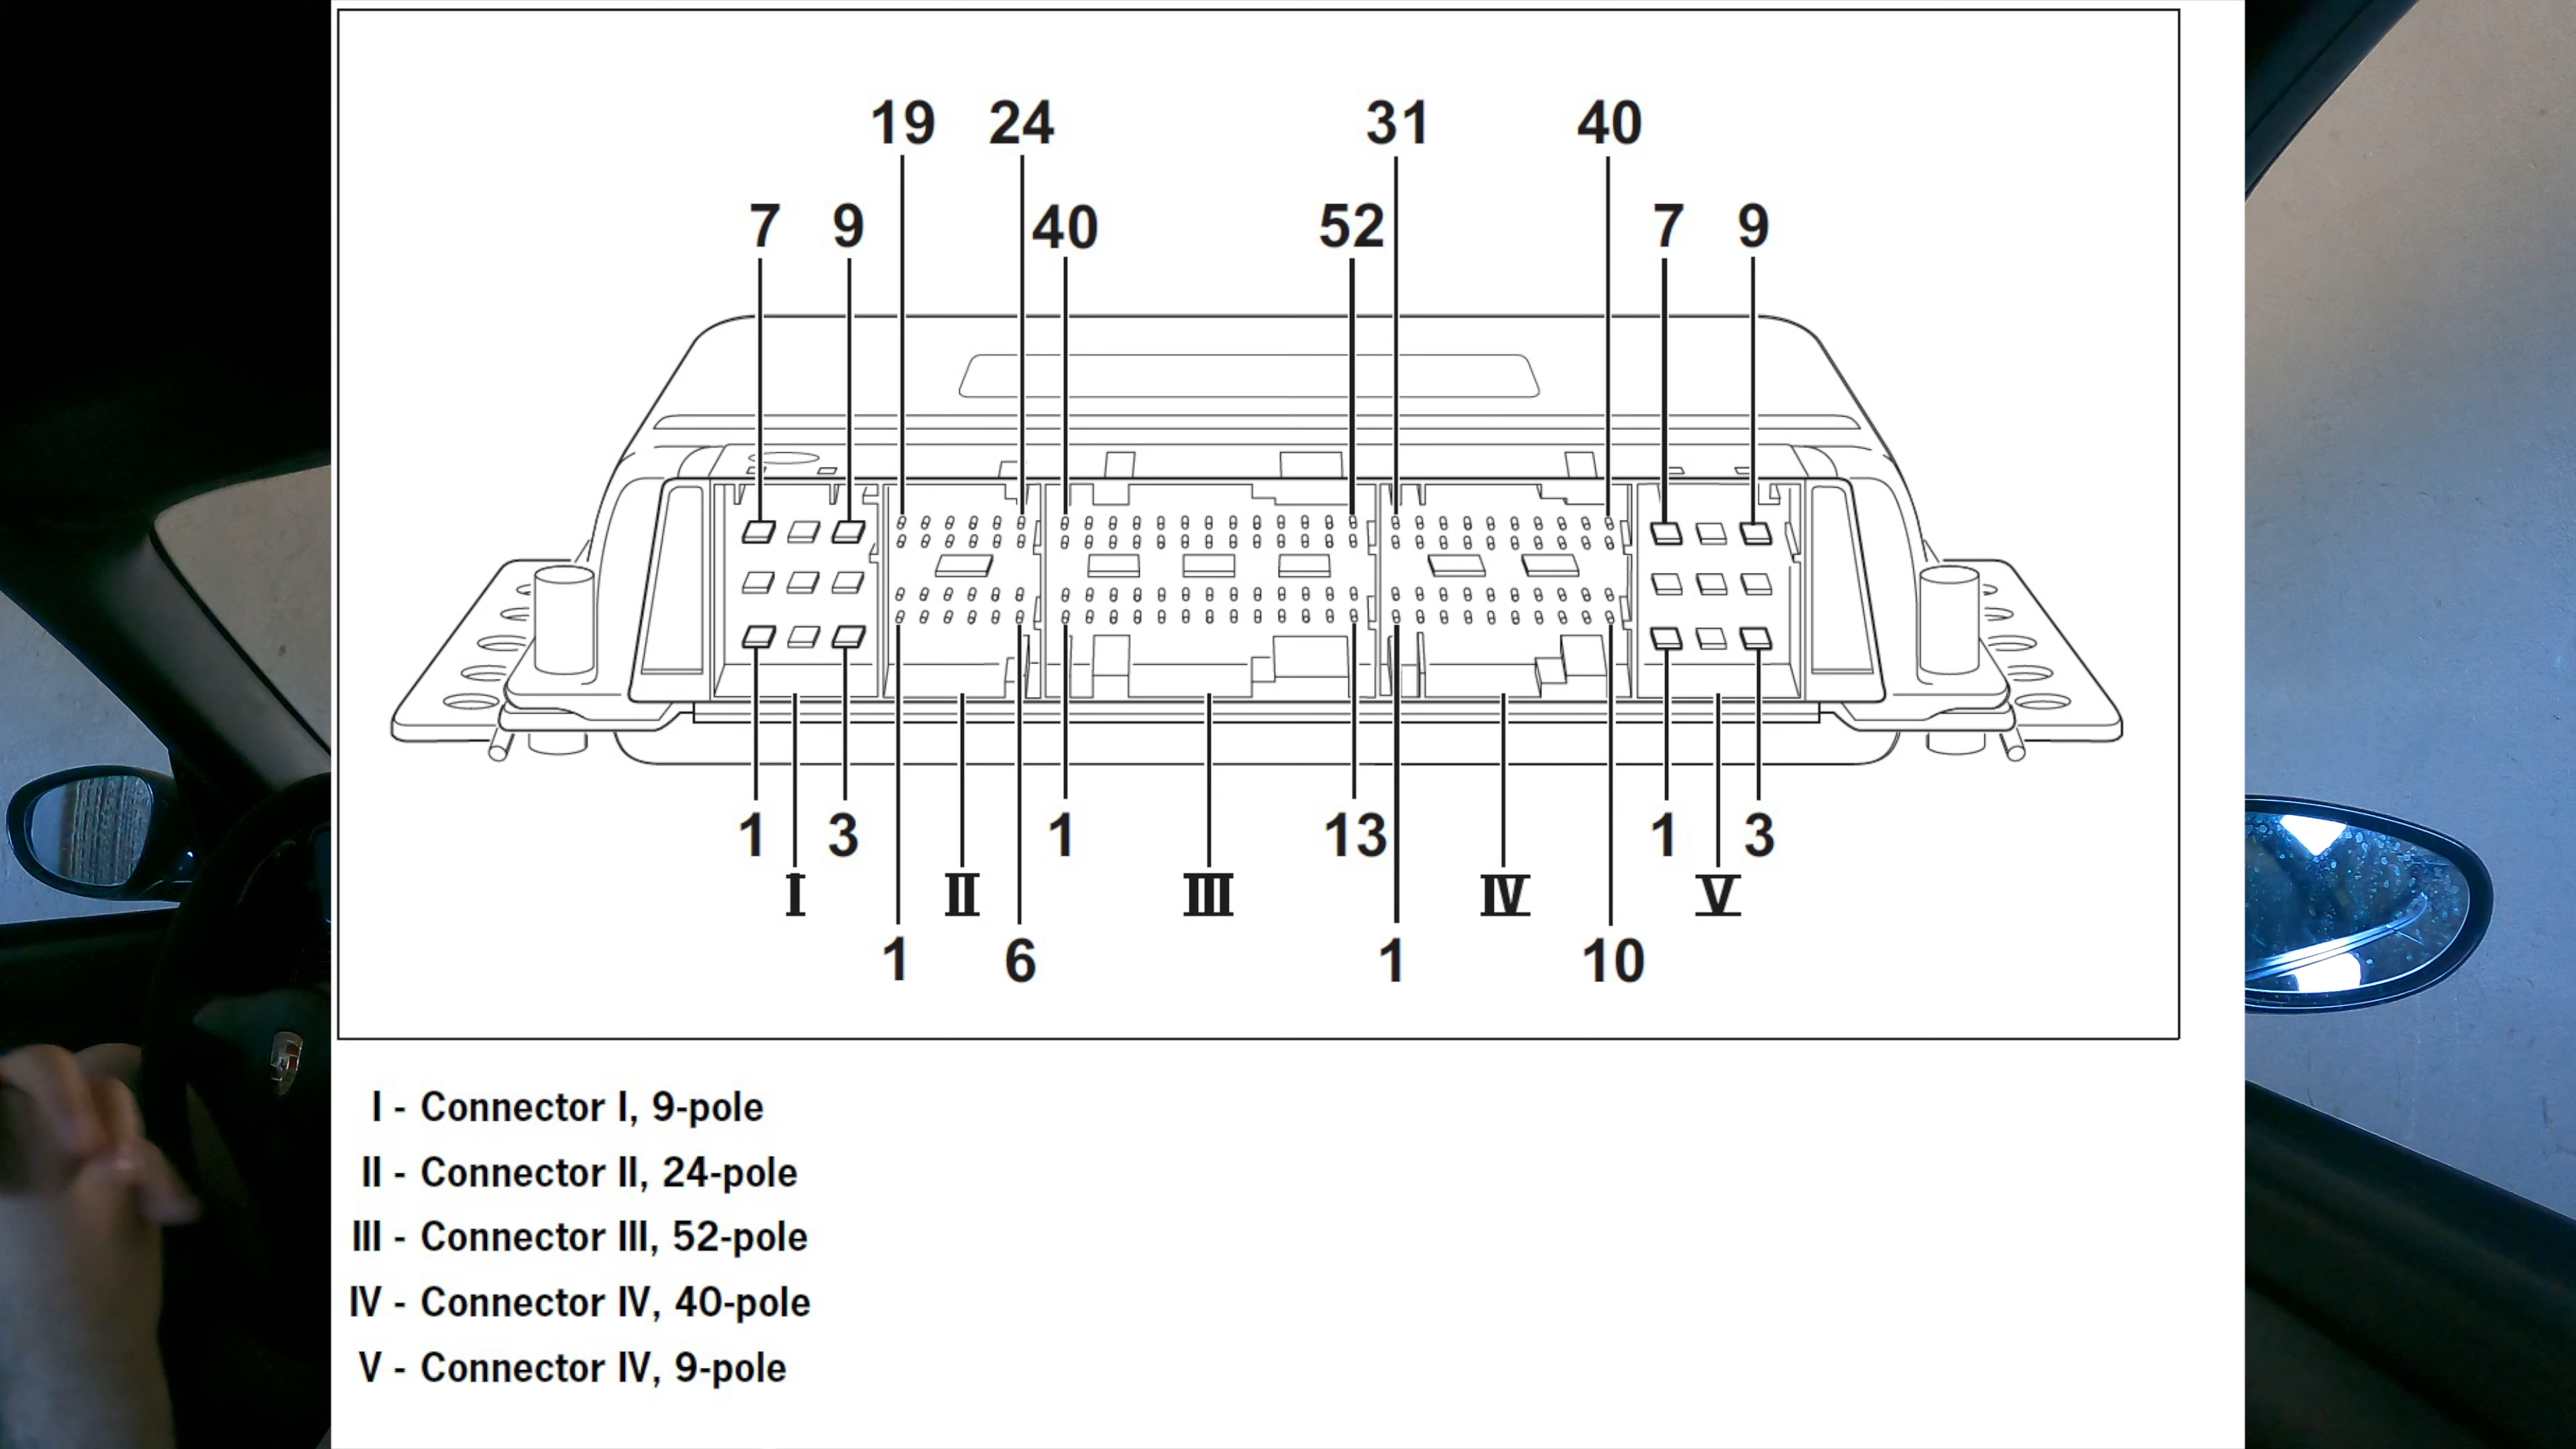 19 24 31 40
7 9 40 52 7 9
1 3 1 13 1 3
I II III IV V
1 6 1 10
I - Connector I, 9-pole
II - Connector II, 24-pole
III - Connector III, 52-pole
IV - Connector IV, 40-pole
V - Connector IV, 9-pole